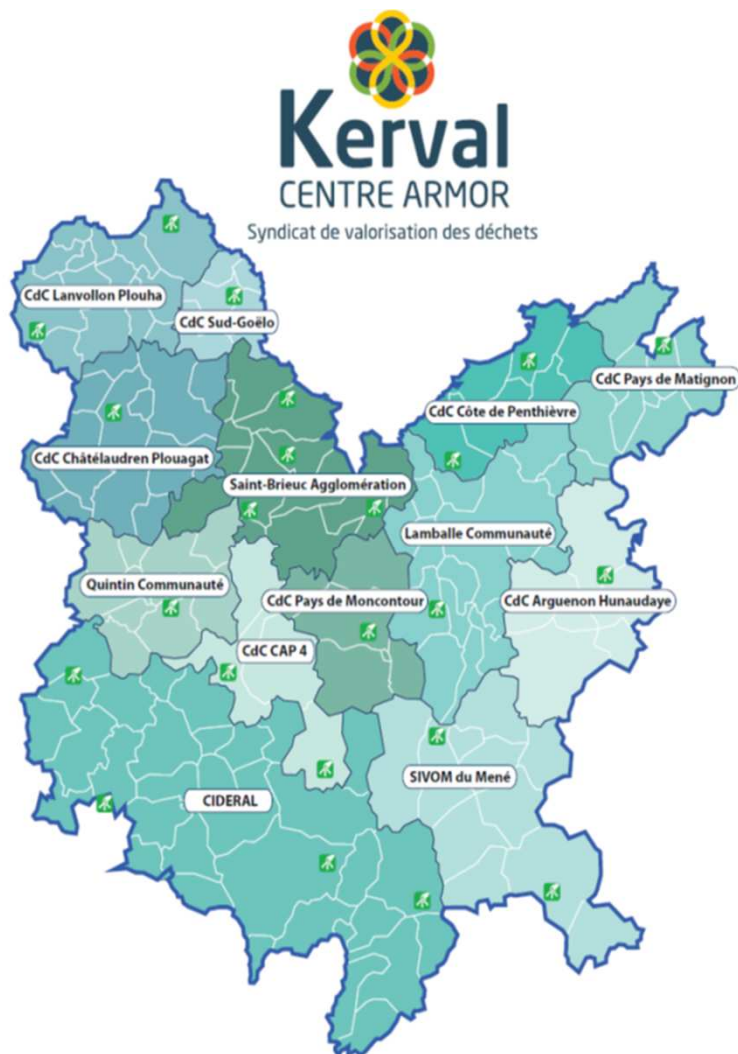 Kerval
CENTRE ARMOR
Syndicat de valorisation des déchets
CdC Lanvollon Plouha
CdC Sud-Goëlo
CdC Pays de Matignon
CdC Côte de Penthièvre
CdC Châtelaudren Plouagat
Saint-Brieuc Agglomération
Lamballe Communauté
Quintin Communauté
CdC Pays de Moncontour
CdC Arguenon Hunaudaye
CdC CAP 4
SIVOM du Mené
CIDERAL